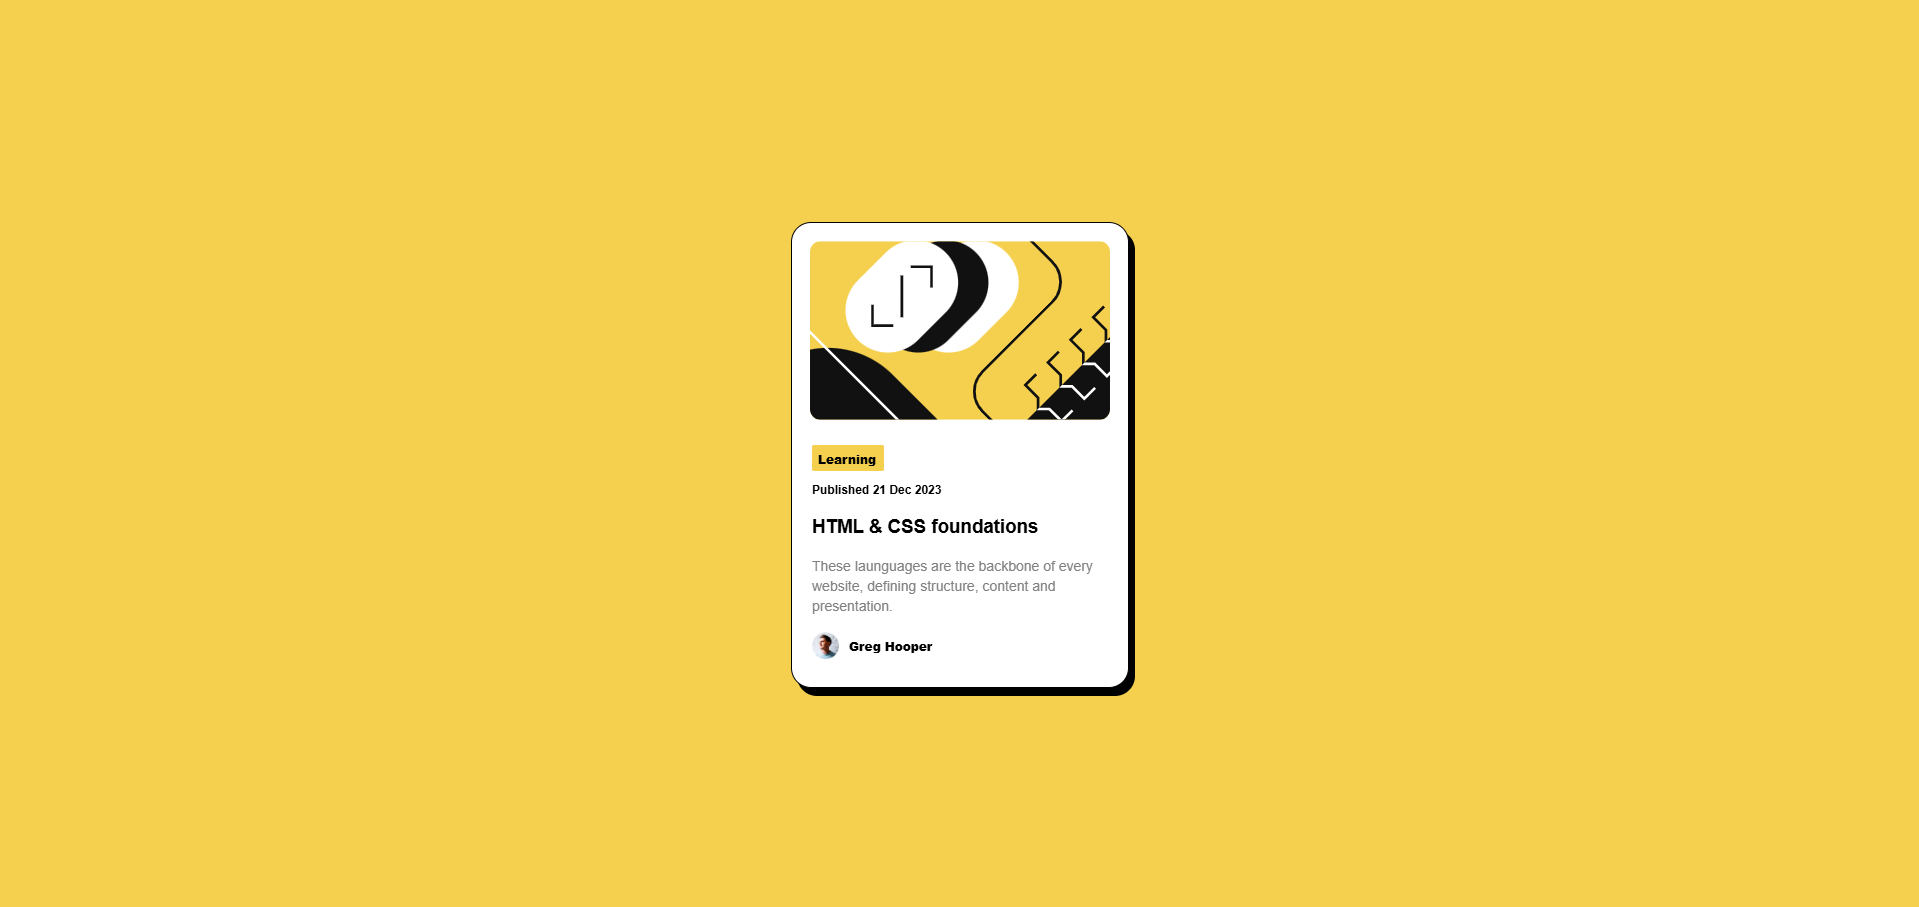 Learning
Published 21 Dec 2023
HTML & CSS foundations
These launguages are the backbone of every
website, defining structure, content and
presentation.
Greg Hooper